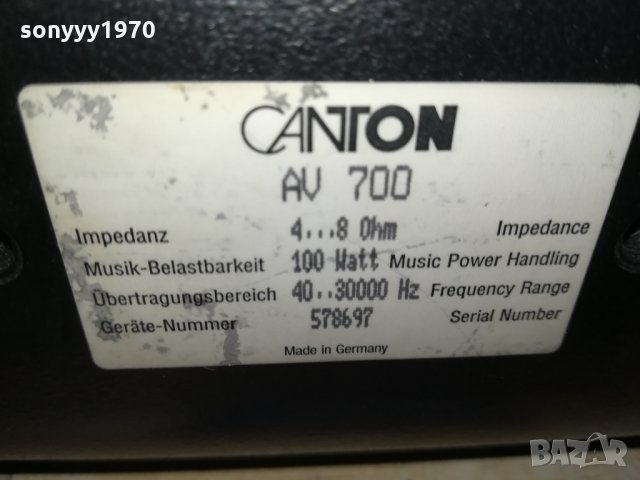 sonyyy1970
CANTON
AV 700
Impedanz 4...8 Ohm Impedance
Musik-Belastbarkeit 100 Watt Music Power Handling
Übertragungsbereich 40..30000 Hz Frequency Range
Geräte-Nummer 578697 Serial Number
Made in Germany
BAZAR